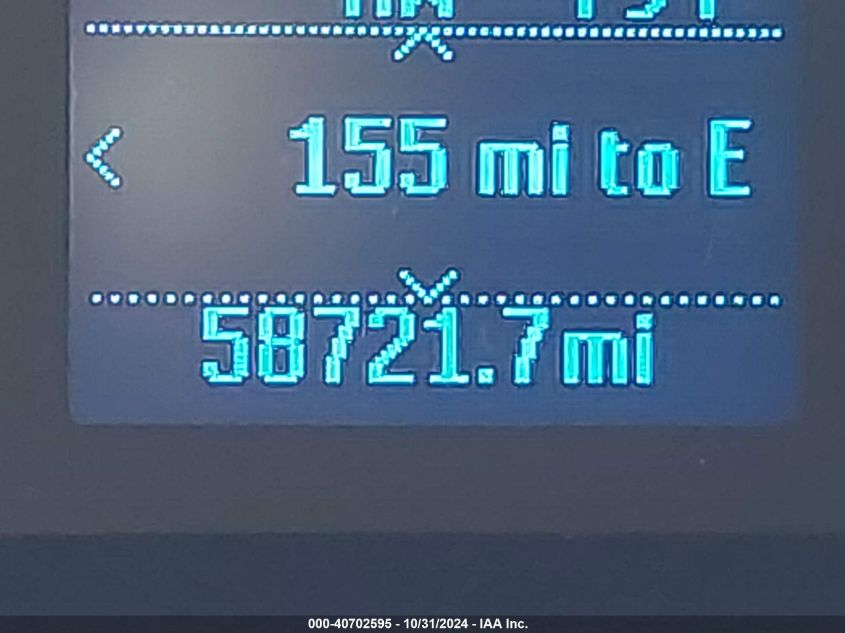 155 mi to E
58721.7mi
000-40702595 - 10/31/2024 - IAA Inc.